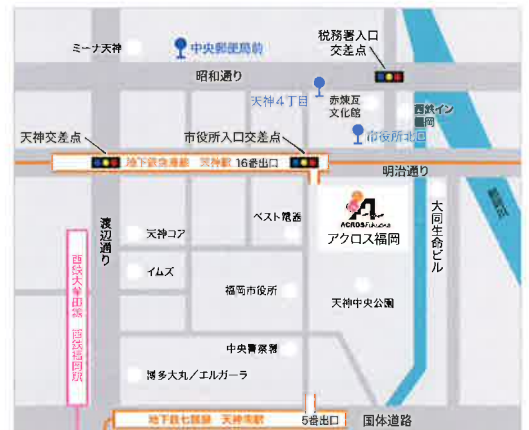 ミーナ天神
中央郵便局前
税務署入口
交差点
昭和通り
天神4丁目
赤煉瓦
文化館
西鉄イン
福岡
市役所北口
天神交差点
市役所入口交差点
地下鉄空港線 天神駅 16番出口
明治通り
渡辺通り
ベスト電器
天神コア
ACROS Fukuoka
アクロス福岡
大同生命ビル
イムズ
福岡市役所
天神中央公園
西鉄大牟田線 西鉄福岡駅
中央警察署
博多大丸/エルガーラ
地下鉄七隈線 天神南駅
5番出口
国体道路